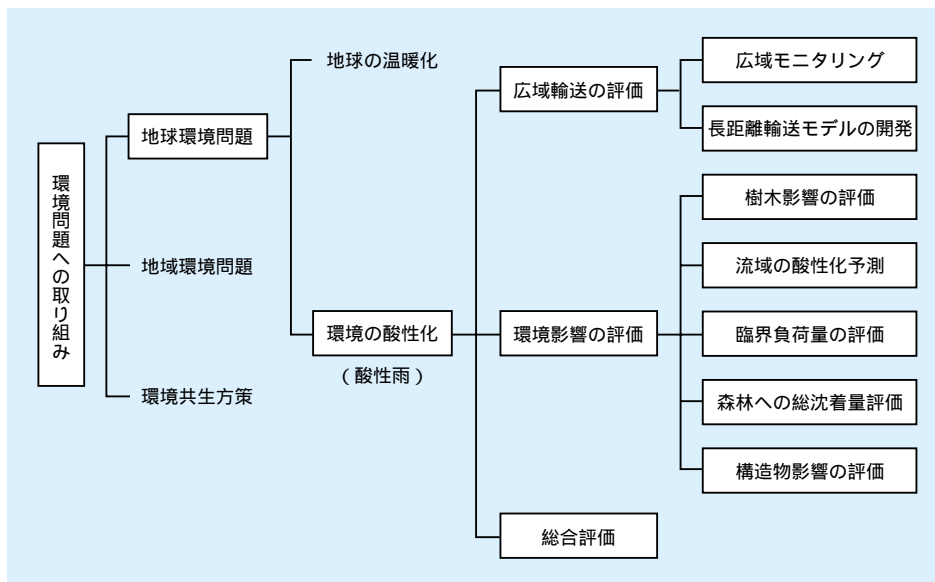 環境問題への取り組み
地球環境問題
地域環境問題
環境共生方策
地球の温暖化
環境の酸性化
(酸性雨)
広域輸送の評価
環境影響の評価
総合評価
広域モニタリング
長距離輸送モデルの開発
樹木影響の評価
流域の酸性化予測
臨界負荷量の評価
森林への総沈着量評価
構造物影響の評価